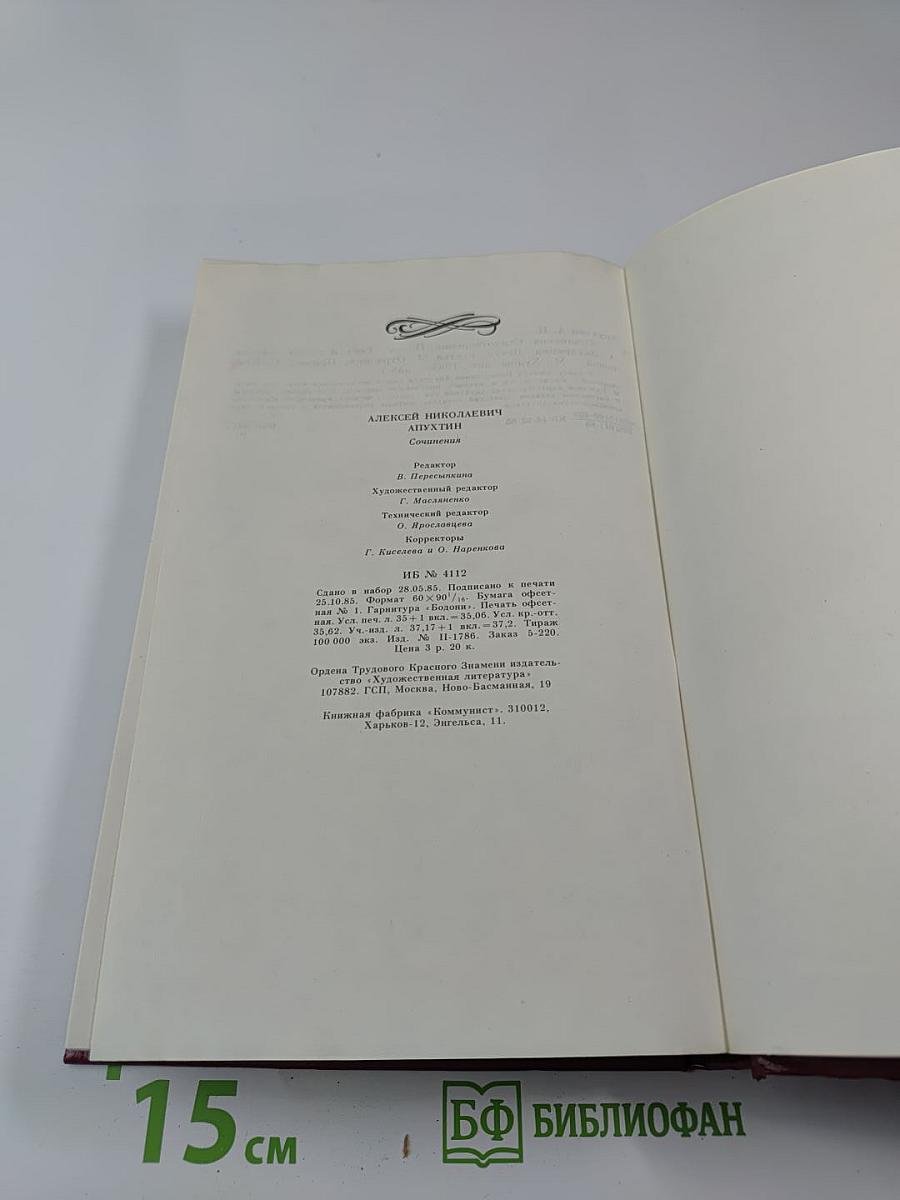 АЛЕКСЕЙ НИКОЛАЕВИЧ
АПУХТИН
Сочинения
Редактор
В. Пересыпкина
Художественный редактор
Г. Масляненко
Технический редактор
О. Ярославцева
Корректоры
Г. Киселева и О. Наренкова
ИБ № 4112
Сдано в набор 28.05.85. Подписано к печати
25.10.85. Формат 60×90¹/₁₆. Бумага офсет-
ная № 1. Гарнитура «Бодони». Печать офсет-
ная. Усл. печ. л. 35+1 вкл.=35,06. Усл. кр.-отт.
35,62. Уч.-изд. л. 37,17+1 вкл.=37,2. Тираж
100 000 экз. Изд. № II-1786. Заказ 5-220.
Цена 3 р. 20 к.
Ордена Трудового Красного Знамени издатель-
ство «Художественная литература»
107882. ГСП, Москва, Ново-Басманная, 19
Книжная фабрика «Коммунист». 310012,
Харьков-12, Энгельса, 11.
15 см
БФ БИБЛИОФАН